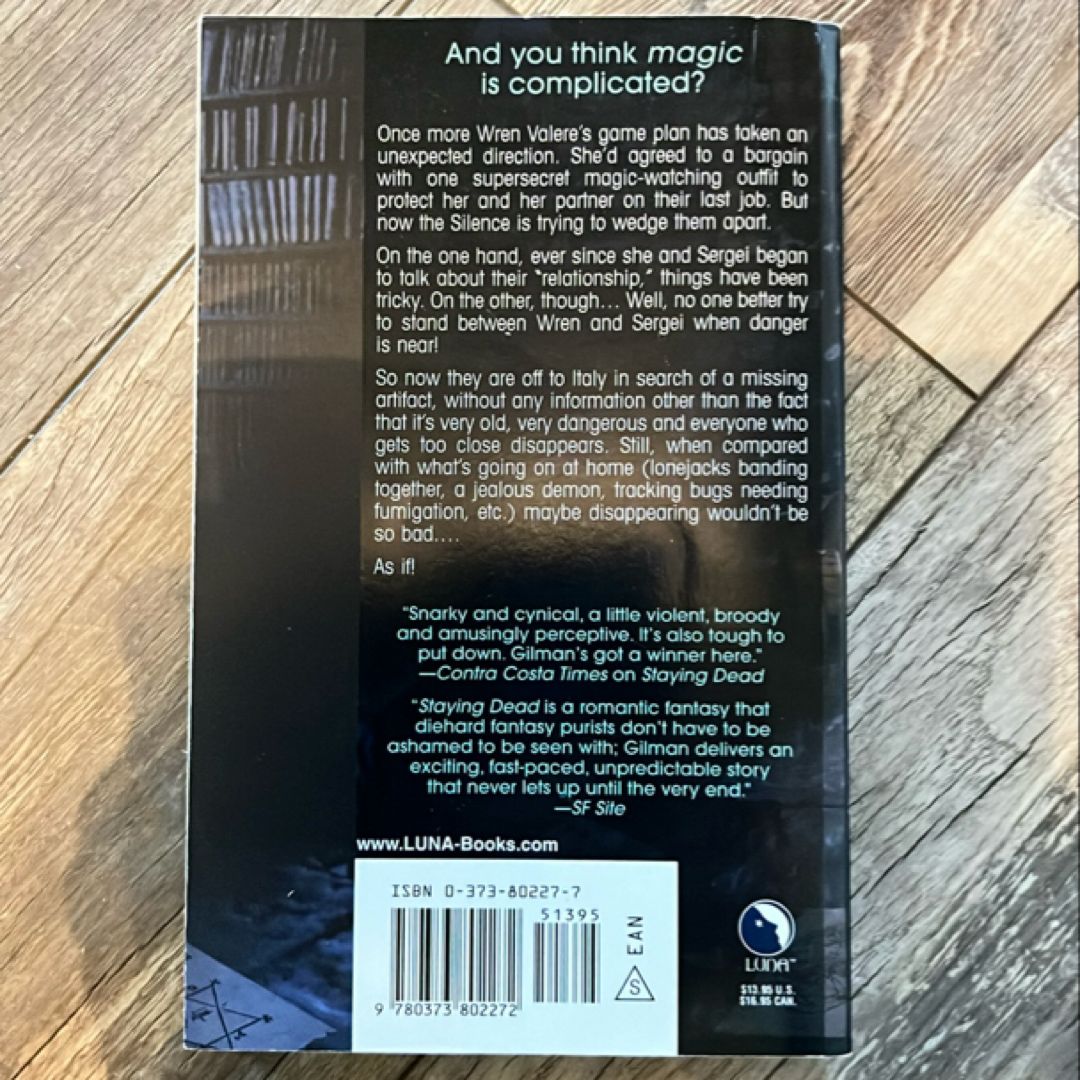 And you think magic
is complicated?
Once more Wren Valere's game plan has taken an
unexpected direction. She'd agreed to a bargain
with one supersecret magic-watching outfit to
protect her and her partner on their last job. But
now the Silence is trying to wedge them apart.
On the one hand, ever since she and Sergei began
to talk about their "relationship," things have been
tricky. On the other, though... Well, no one better try
to stand between Wren and Sergei when danger
is near!
So now they are off to Italy in search of a missing
artifact, without any information other than the fact
that it's very old, very dangerous and everyone who
gets too close disappears. Still, when compared
with what's going on at home (lonejacks banding
together, a jealous demon, tracking bugs needing
fumigation, etc.) maybe disappearing wouldn't be
so bad....
As if!
"Snarky and cynical, a little violent, broody
and amusingly perceptive. It's also tough to
put down. Gilman's got a winner here."
—Contra Costa Times on Staying Dead
"Staying Dead is a romantic fantasy that
diehard fantasy purists don't have to be
ashamed to be seen with; Gilman delivers an
exciting, fast-paced, unpredictable story
that never lets up until the very end."
—SF Site
www.LUNA-Books.com
ISBN 0-373-80227-7
51395
EAN
S
9 780373 802272
LUNA™
$13.95 U.S.
$16.95 CAN.